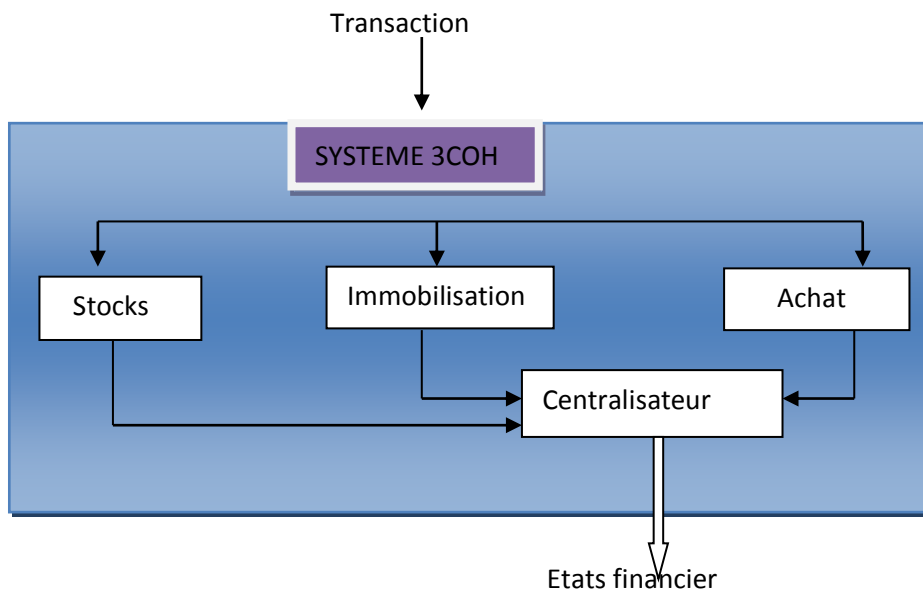 Transaction
SYSTEME 3COH
Stocks
Immobilisation
Achat
Centralisateur
Etats financier